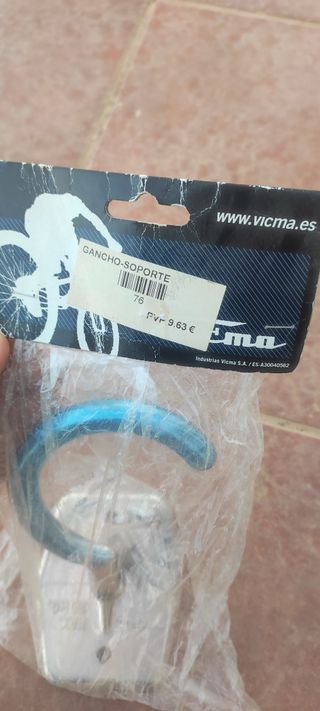 www.vicma.es
GANCHO-SOPORTE
76
PVP 9.63 €
Industrias Vicma S.A. / ES-A30040562